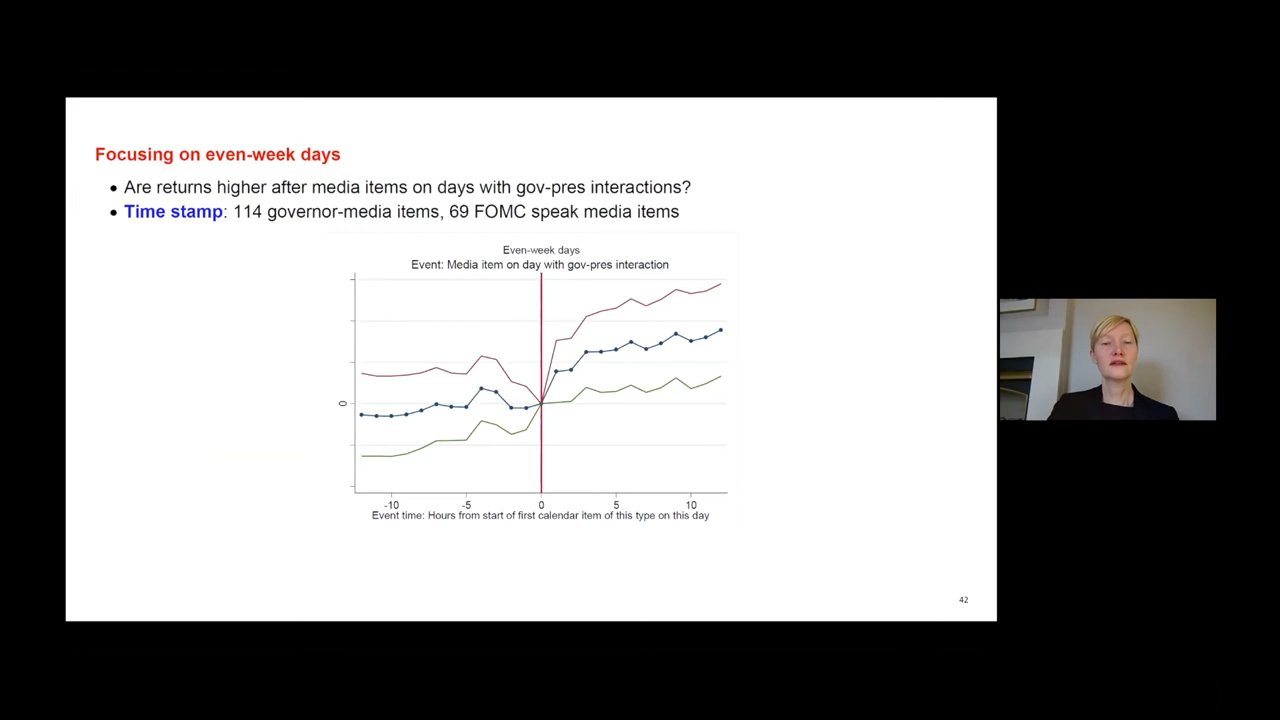 Focusing on even-week days
• Are returns higher after media items on days with gov-pres interactions?
• Time stamp: 114 governor-media items, 69 FOMC speak media items
Even-week days
Event: Media item on day with gov-pres interaction
0
-10 -5 0 5 10
Event time: Hours from start of first calendar item of this type on this day
42